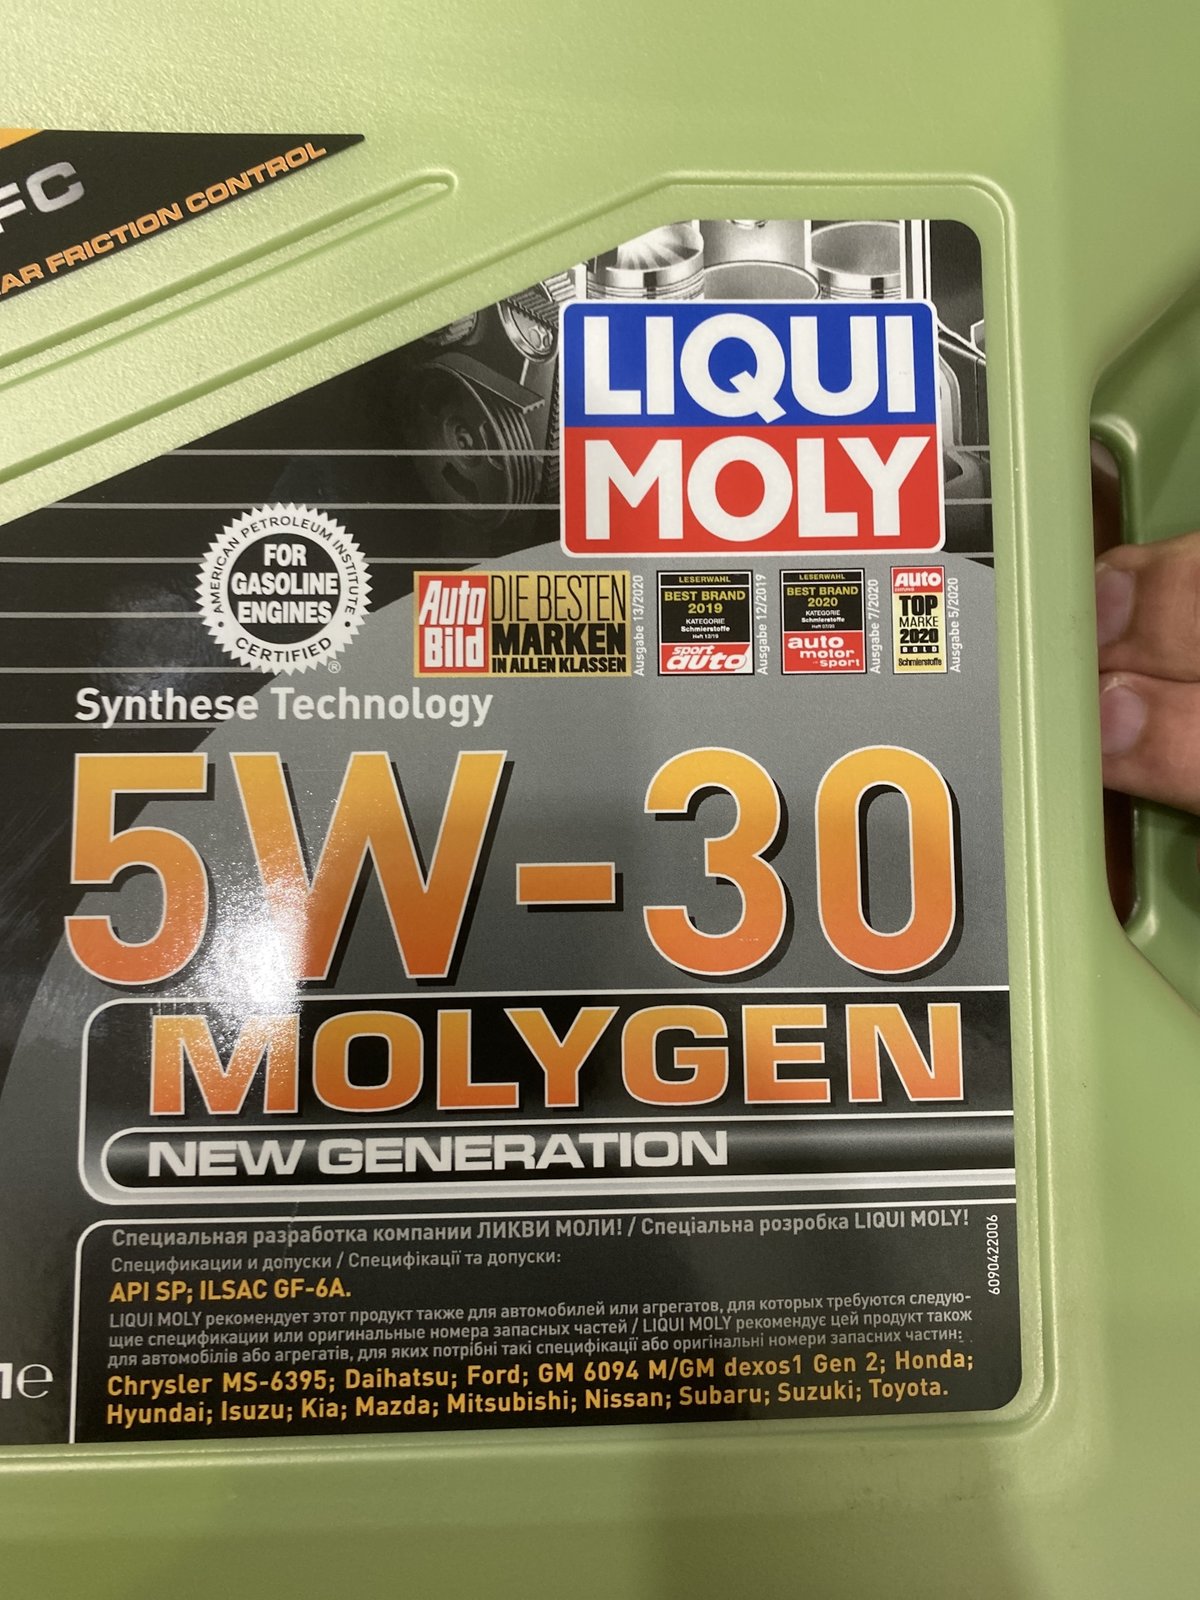 FC
AR FRICTION CONTROL
LIQUI
MOLY
AMERICAN PETROLEUM INSTITUTE
FOR
GASOLINE
ENGINES
CERTIFIED
®
Auto
Bild
DIE BESTEN
MARKEN
IN ALLEN KLASSEN
Ausgabe 13/2020
LESERWAHL
BEST BRAND
2019
KATEGORIE
Schmierstoffe
Heft 12/19
sport
auto
Ausgabe 12/2019
LESERWAHL
BEST BRAND
2020
KATEGORIE
Schmierstoffe
Heft 07/20
auto
motor
sport
Ausgabe 7/2020
Auto
ZEITUNG
TOP
MARKE
2020
GOLD
Schmierstoffe
Ausgabe 5/2020
Synthese Technology
5W-30
MOLYGEN
NEW GENERATION
Специальная разработка компании ЛИКВИ МОЛИ! / Спеціальна розробка LIQUI MOLY!
Спецификации и допуски / Специфікації та допуски:
API SP; ILSAC GF-6A.
LIQUI MOLY рекомендует этот продукт также для автомобилей или агрегатов, для которых требуются следую-
щие спецификации или оригинальные номера запасных частей / LIQUI MOLY рекомендує цей продукт також
для автомобілів або агрегатів, для яких потрібні такі специфікації або оригінальні номери запасних частин:
Chrysler MS-6395; Daihatsu; Ford; GM 6094 M/GM dexos1 Gen 2; Honda;
Hyundai; Isuzu; Kia; Mazda; Mitsubishi; Nissan; Subaru; Suzuki; Toyota.
6090422006
l℮